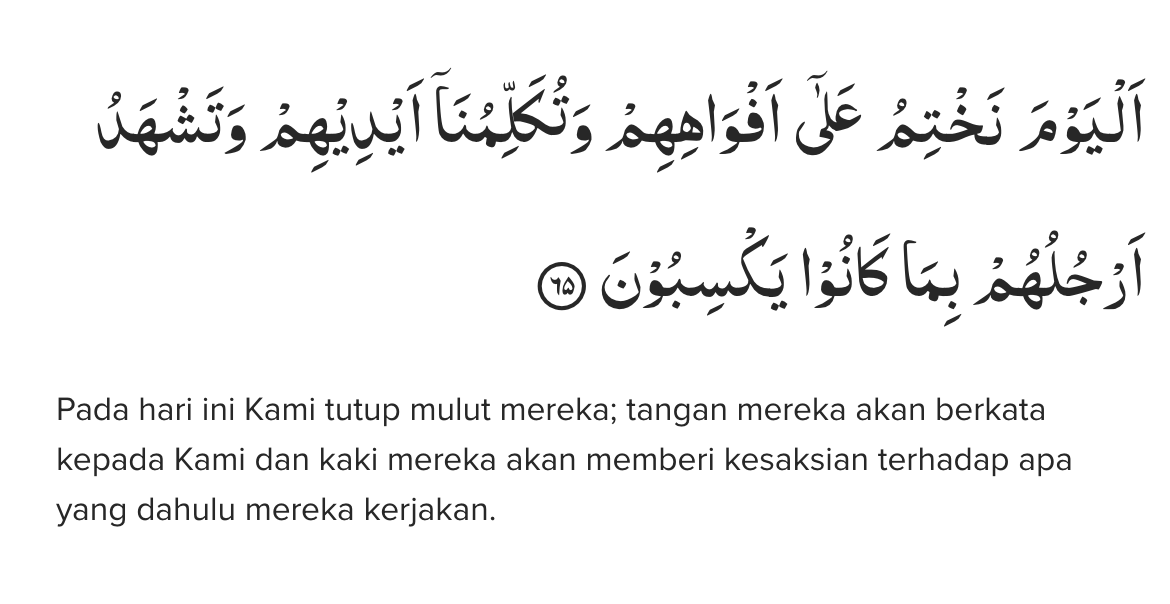 اَلْيَوْمَ نَخْتِمُ عَلٰٓى اَفْوَاهِهِمْ وَتُكَلِّمُنَآ اَيْدِيْهِمْ وَتَشْهَدُ
اَرْجُلُهُمْ بِمَا كَانُوْا يَكْسِبُوْنَ ٦٥
Pada hari ini Kami tutup mulut mereka; tangan mereka akan berkata
kepada Kami dan kaki mereka akan memberi kesaksian terhadap apa
yang dahulu mereka kerjakan.